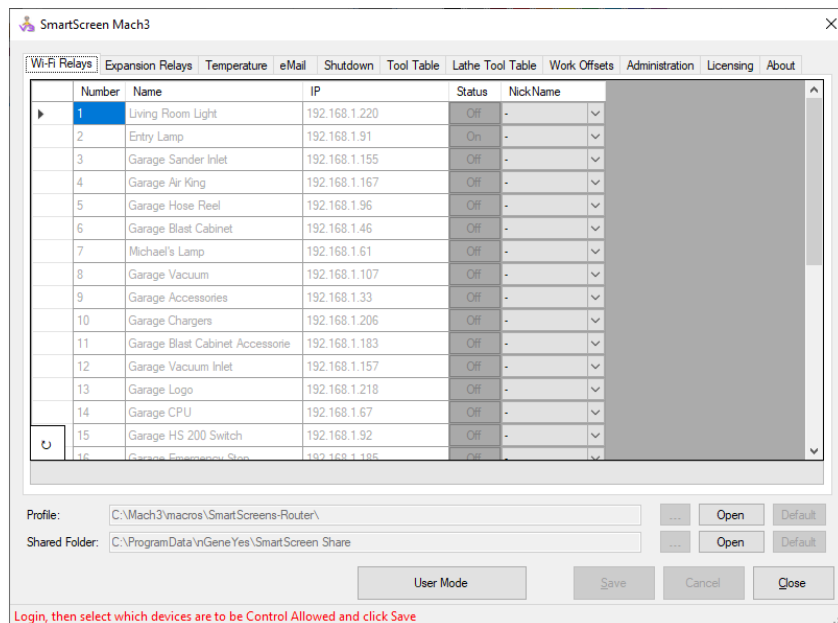 SmartScreen Mach3
Wi-Fi Relays Expansion Relays Temperature eMail Shutdown Tool Table Lathe Tool Table Work Offsets Administration Licensing About
Number Name IP Status NickName
1 Living Room Light 192.168.1.220 Off -
2 Entry Lamp 192.168.1.91 On -
3 Garage Sander Inlet 192.168.1.155 Off -
4 Garage Air King 192.168.1.167 Off -
5 Garage Hose Reel 192.168.1.96 Off -
6 Garage Blast Cabinet 192.168.1.46 Off -
7 Michael's Lamp 192.168.1.61 Off -
8 Garage Vacuum 192.168.1.107 Off -
9 Garage Accessories 192.168.1.33 Off -
10 Garage Chargers 192.168.1.206 Off -
11 Garage Blast Cabinet Accessorie 192.168.1.183 Off -
12 Garage Vacuum Inlet 192.168.1.157 Off -
13 Garage Logo 192.168.1.218 Off -
14 Garage CPU 192.168.1.67 Off -
15 Garage HS 200 Switch 192.168.1.92 Off -
16 Garage Emergency Stop 192.168.1.185 Off -
Profile: C:\Mach3\macros\SmartScreens-Router\ .... Open Default
Shared Folder: C:\ProgramData\nGeneYes\SmartScreen Share .... Open Default
User Mode Save Cancel Close
Login, then select which devices are to be Control Allowed and click Save